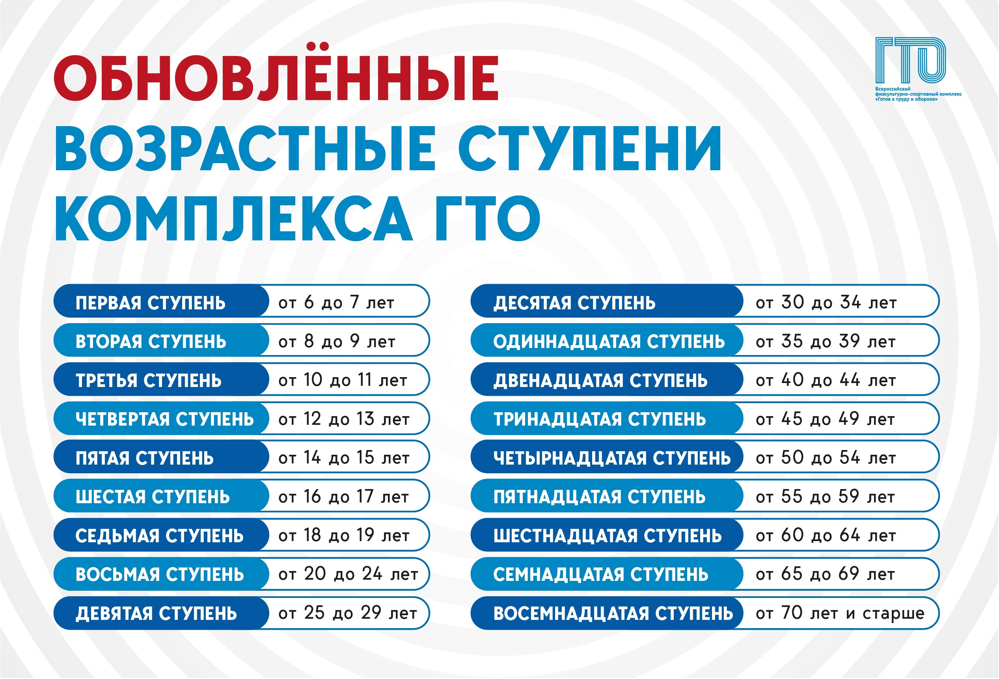 ОБНОВЛЁННЫЕ
ВОЗРАСТНЫЕ СТУПЕНИ
КОМПЛЕКСА ГТО
ГТО
Всероссийский
физкультурно-спортивный комплекс
«Готов к труду и обороне»
ПЕРВАЯ СТУПЕНЬ от 6 до 7 лет
ВТОРАЯ СТУПЕНЬ от 8 до 9 лет
ТРЕТЬЯ СТУПЕНЬ от 10 до 11 лет
ЧЕТВЕРТАЯ СТУПЕНЬ от 12 до 13 лет
ПЯТАЯ СТУПЕНЬ от 14 до 15 лет
ШЕСТАЯ СТУПЕНЬ от 16 до 17 лет
СЕДЬМАЯ СТУПЕНЬ от 18 до 19 лет
ВОСЬМАЯ СТУПЕНЬ от 20 до 24 лет
ДЕВЯТАЯ СТУПЕНЬ от 25 до 29 лет
ДЕСЯТАЯ СТУПЕНЬ от 30 до 34 лет
ОДИННАДЦАТАЯ СТУПЕНЬ от 35 до 39 лет
ДВЕНАДЦАТАЯ СТУПЕНЬ от 40 до 44 лет
ТРИНАДЦАТАЯ СТУПЕНЬ от 45 до 49 лет
ЧЕТЫРНАДЦАТАЯ СТУПЕНЬ от 50 до 54 лет
ПЯТНАДЦАТАЯ СТУПЕНЬ от 55 до 59 лет
ШЕСТНАДЦАТАЯ СТУПЕНЬ от 60 до 64 лет
СЕМНАДЦАТАЯ СТУПЕНЬ от 65 до 69 лет
ВОСЕМНАДЦАТАЯ СТУПЕНЬ от 70 лет и старше